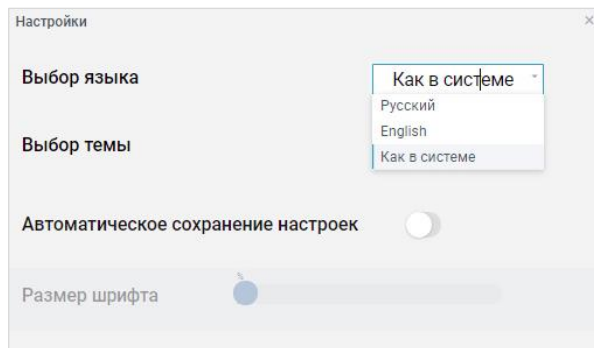 Настройки
Выбор языка
Как в системе
Русский
English
Как в системе
Выбор темы
Автоматическое сохранение настроек
Размер шрифта